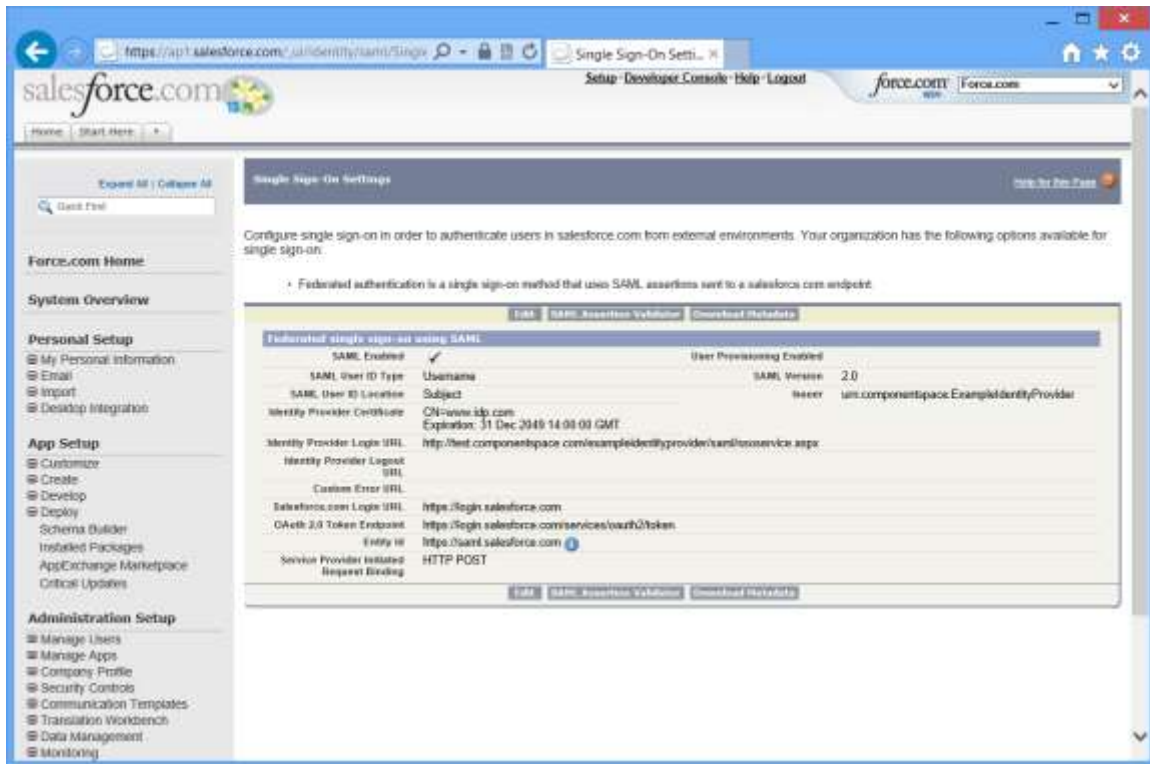 https://ap1.salesforce.com/_ui/identity/saml/Single
Single Sign-On Setti...
salesforce.com
Setup · Developer Console · Help · Logout
force.com
Force.com
Home
Start Here
+
Expand All | Collapse All
Quick Find
Force.com Home
System Overview
Personal Setup
My Personal Information
Email
Import
Desktop Integration
App Setup
Customize
Create
Develop
Deploy
Schema Builder
Installed Packages
AppExchange Marketplace
Critical Updates
Administration Setup
Manage Users
Manage Apps
Company Profile
Security Controls
Communication Templates
Translation Workbench
Data Management
Monitoring
Single Sign-On Settings
Help for this Page
Configure single sign-on in order to authenticate users in salesforce.com from external environments. Your organization has the following options available for
single sign-on:
• Federated authentication is a single sign-on method that uses SAML assertions sent to a salesforce.com endpoint.
Edit SAML Assertion Validator Download Metadata
Federated single sign-on using SAML
SAML Enabled ✓ User Provisioning Enabled
SAML User ID Type Username SAML Version 2.0
SAML User ID Location Subject Issuer urn:componentspace:ExampleIdentityProvider
Identity Provider Certificate CN=www.idp.com
Expiration: 31 Dec 2049 14:00:00 GMT
Identity Provider Login URL http://test.componentspace.com/exampleidentityprovider/saml/ssoservice.aspx
Identity Provider Logout
URL
Custom Error URL
Salesforce.com Login URL https://login.salesforce.com
OAuth 2.0 Token Endpoint https://login.salesforce.com/services/oauth2/token
Entity Id https://saml.salesforce.com
Service Provider Initiated HTTP POST
Request Binding
Edit SAML Assertion Validator Download Metadata